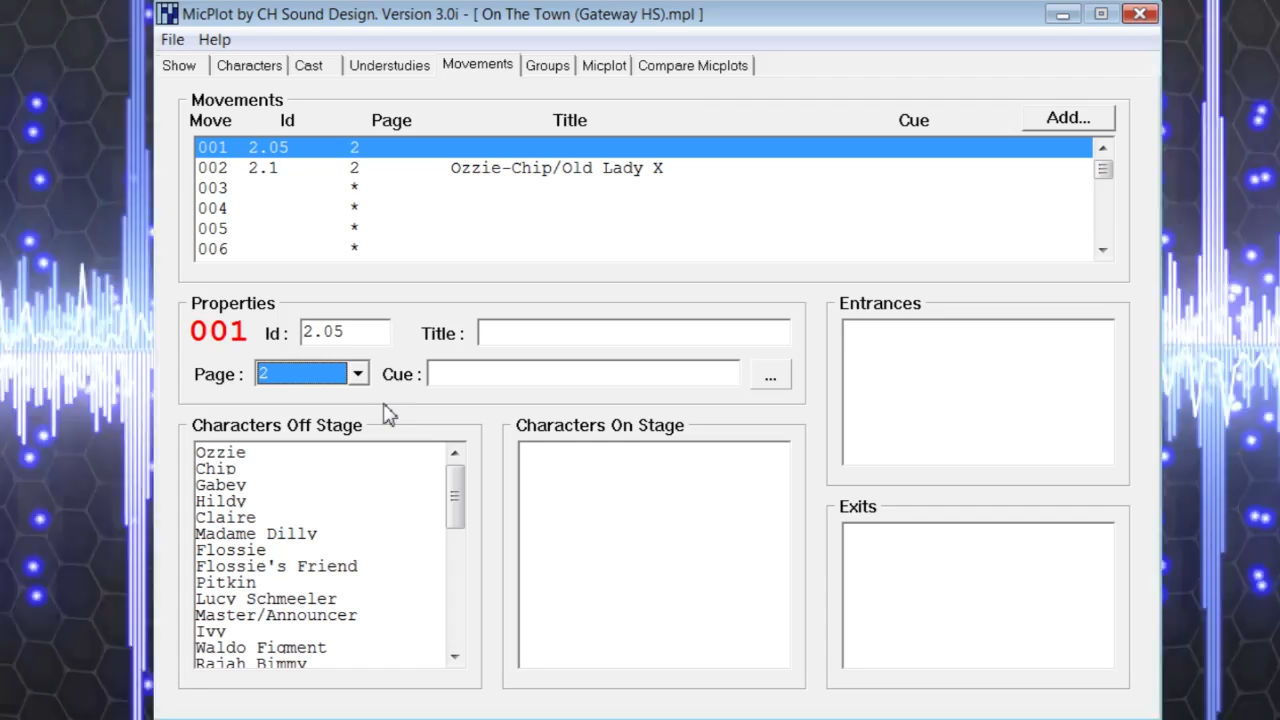 MicPlot by CH Sound Design. Version 3.0i - [ On The Town (Gateway HS).mpl ]
File Help
Show Characters Cast Understudies Movements Groups Micplot Compare Micplots
Movements
Move Id Page Title Cue Add...
001 2.05 2
002 2.1 2 Ozzie-Chip/Old Lady X
003 *
004 *
005 *
006 *
Properties
001 Id : 2.05 Title :
Page : 2 Cue : ...
Entrances
Characters Off Stage
Ozzie
Chip
Gabey
Hildy
Claire
Madame Dilly
Flossie
Flossie's Friend
Pitkin
Lucy Schmeeler
Master/Announcer
Ivy
Waldo Figment
Rajah Bimmy
Characters On Stage
Exits